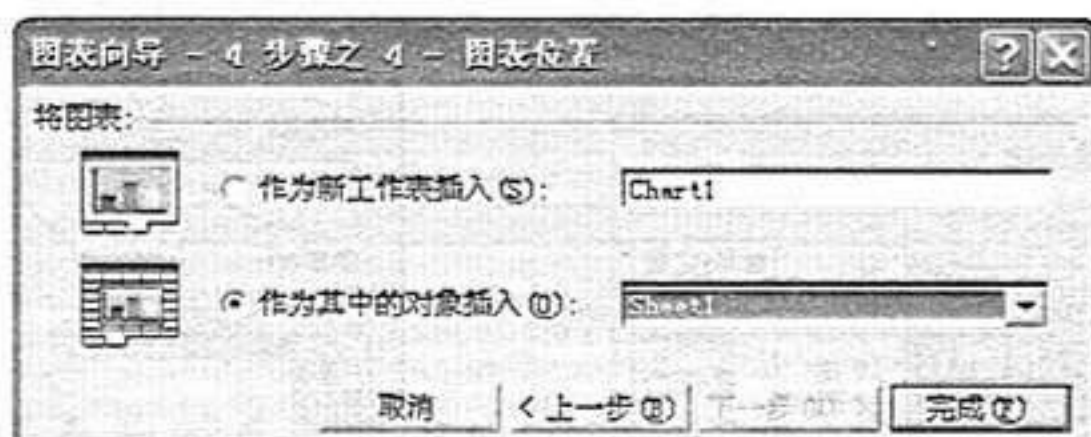 图表向导 - 4 步骤之 4 - 图表位置
将图表:
作为新工作表插入(S): Chart1
作为其中的对象插入(O): Sheet1
取消 < 上一步(B) 下一步(N) > 完成(F)